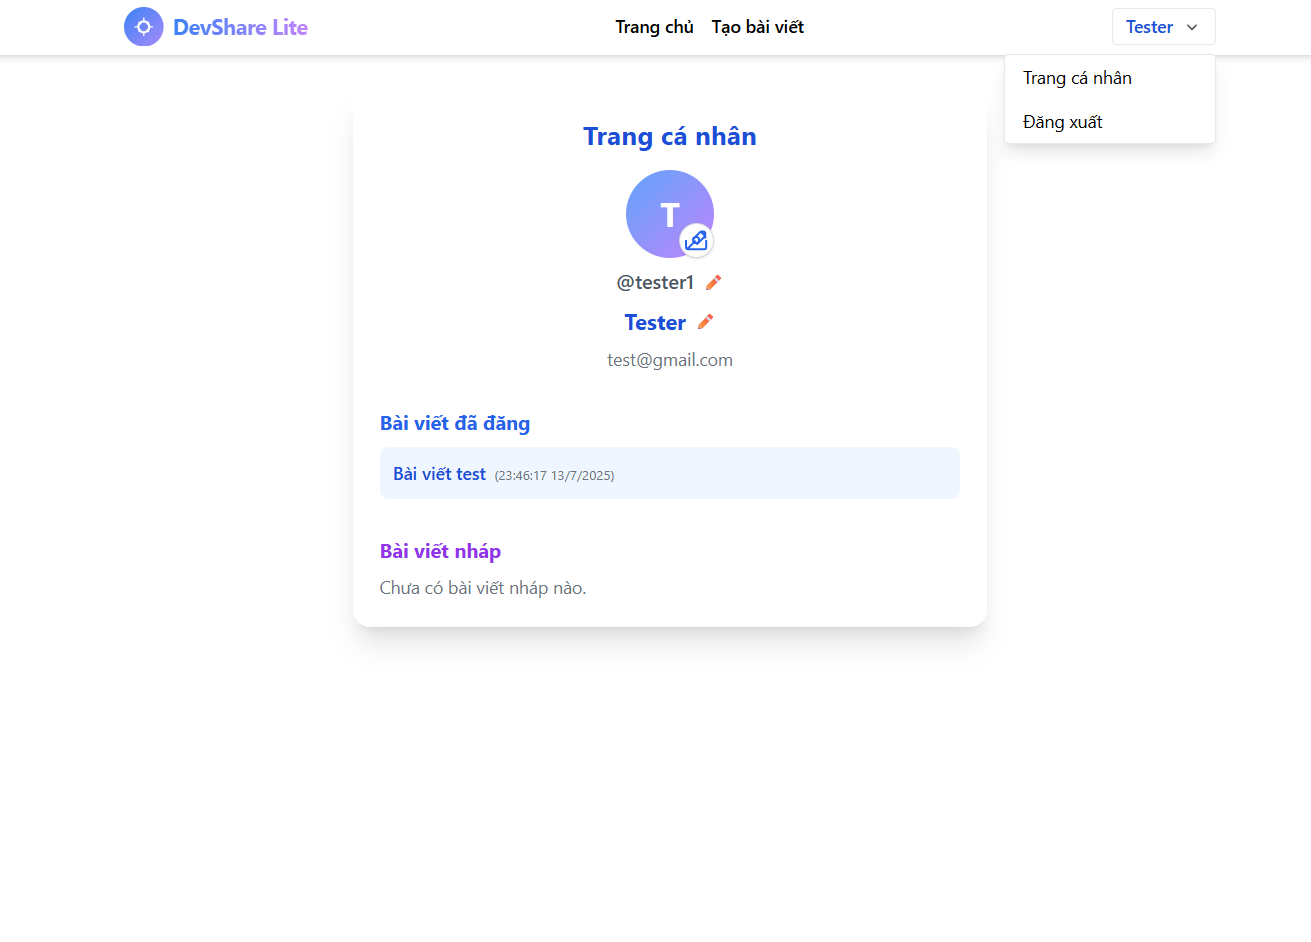 DevShare Lite
Trang chủ
Tạo bài viết
Tester
Trang cá nhân
Đăng xuất
Trang cá nhân
T
@tester1
Tester
test@gmail.com
Bài viết đã đăng
Bài viết test (23:46:17 13/7/2025)
Bài viết nháp
Chưa có bài viết nháp nào.